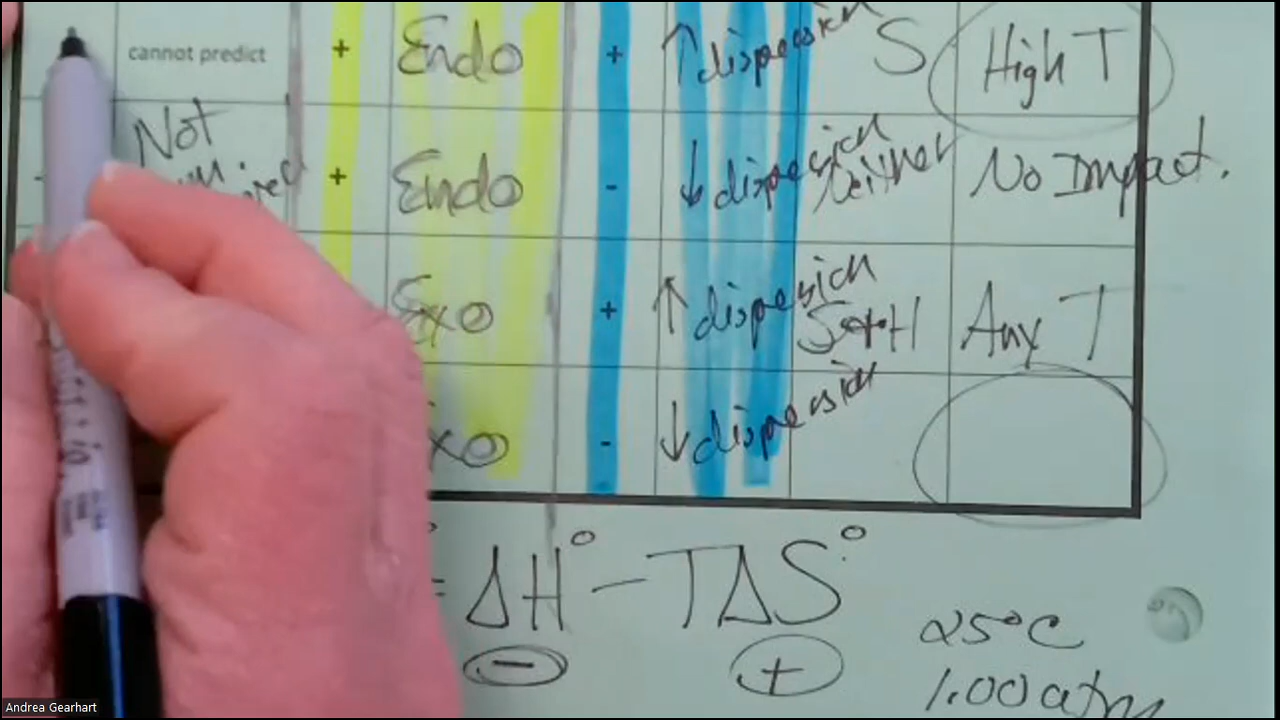 cannot predict + Endo + ↑dispersion S High T
Not + Endo - ↓dispersion Neither No Impact.
Exo + ↑dispersion S+H Any T
Exo - ↓dispersion
= ΔH° - TΔS°
- +
25°C
1.00 atm
Andrea Gearhart